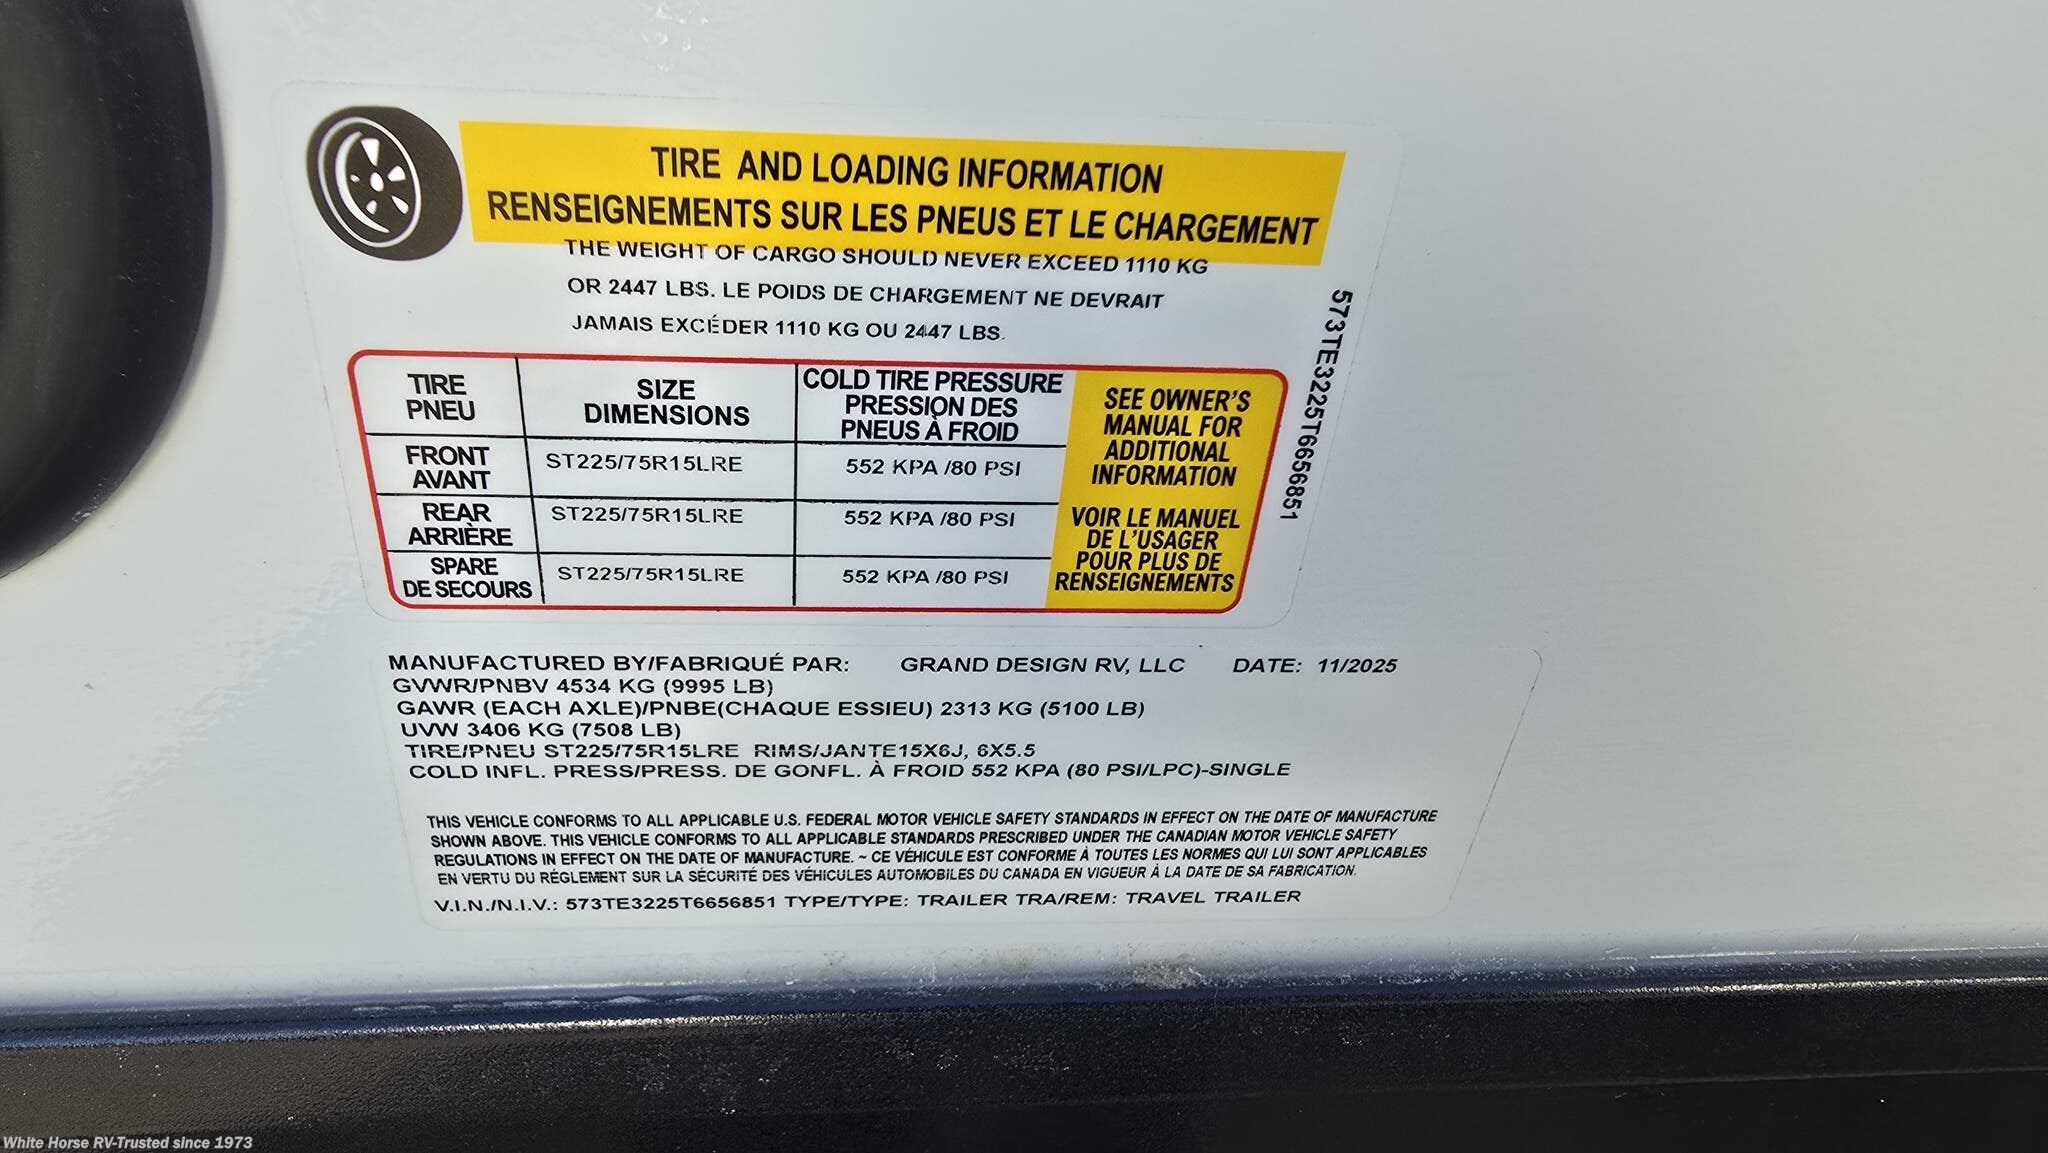 TIRE AND LOADING INFORMATION
RENSEIGNEMENTS SUR LES PNEUS ET LE CHARGEMENT
THE WEIGHT OF CARGO SHOULD NEVER EXCEED 1110 KG
OR 2447 LBS. LE POIDS DE CHARGEMENT NE DEVRAIT
JAMAIS EXCÉDER 1110 KG OU 2447 LBS.
573TE3225T6656851
TIRE
PNEU
SIZE
DIMENSIONS
COLD TIRE PRESSURE
PRESSION DES
PNEUS À FROID
FRONT
AVANT
ST225/75R15LRE
552 KPA /80 PSI
REAR
ARRIÈRE
ST225/75R15LRE
552 KPA /80 PSI
SPARE
DE SECOURS
ST225/75R15LRE
552 KPA /80 PSI
SEE OWNER'S
MANUAL FOR
ADDITIONAL
INFORMATION
VOIR LE MANUEL
DE L'USAGER
POUR PLUS DE
RENSEIGNEMENTS
MANUFACTURED BY/FABRIQUÉ PAR: GRAND DESIGN RV, LLC DATE: 11/2025
GVWR/PNBV 4534 KG (9995 LB)
GAWR (EACH AXLE)/PNBE(CHAQUE ESSIEU) 2313 KG (5100 LB)
UVW 3406 KG (7508 LB)
TIRE/PNEU ST225/75R15LRE RIMS/JANTE15X6J, 6X5.5
COLD INFL. PRESS/PRESS. DE GONFL. À FROID 552 KPA (80 PSI/LPC)-SINGLE
THIS VEHICLE CONFORMS TO ALL APPLICABLE U.S. FEDERAL MOTOR VEHICLE SAFETY STANDARDS IN EFFECT ON THE DATE OF MANUFACTURE
SHOWN ABOVE. THIS VEHICLE CONFORMS TO ALL APPLICABLE STANDARDS PRESCRIBED UNDER THE CANADIAN MOTOR VEHICLE SAFETY
REGULATIONS IN EFFECT ON THE DATE OF MANUFACTURE. ~ CE VÉHICULE EST CONFORME À TOUTES LES NORMES QUI LUI SONT APPLICABLES
EN VERTU DU RÉGLEMENT SUR LA SÉCURITÉ DES VÉHICULES AUTOMOBILES DU CANADA EN VIGUEUR À LA DATE DE SA FABRICATION.
V.I.N./N.I.V.: 573TE3225T6656851 TYPE/TYPE: TRAILER TRA/REM: TRAVEL TRAILER
White Horse RV-Trusted since 1973